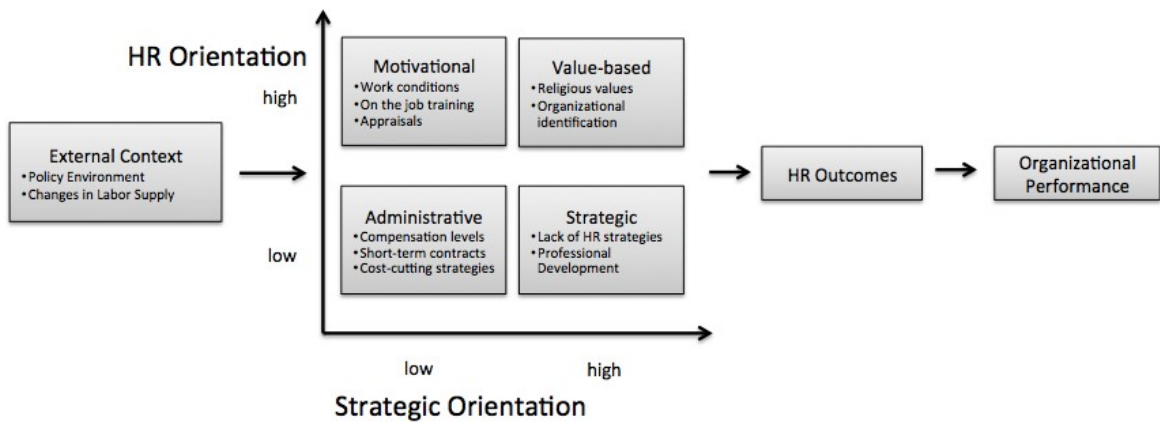 HR Orientation
high
low
External Context
•Policy Environment
•Changes in Labor Supply
Motivational
•Work conditions
•On the job training
•Appraisals
Value-based
•Religious values
•Organizational
identification
Administrative
•Compensation levels
•Short-term contracts
•Cost-cutting strategies
Strategic
•Lack of HR strategies
•Professional
Development
HR Outcomes
Organizational
Performance
low
high
Strategic Orientation